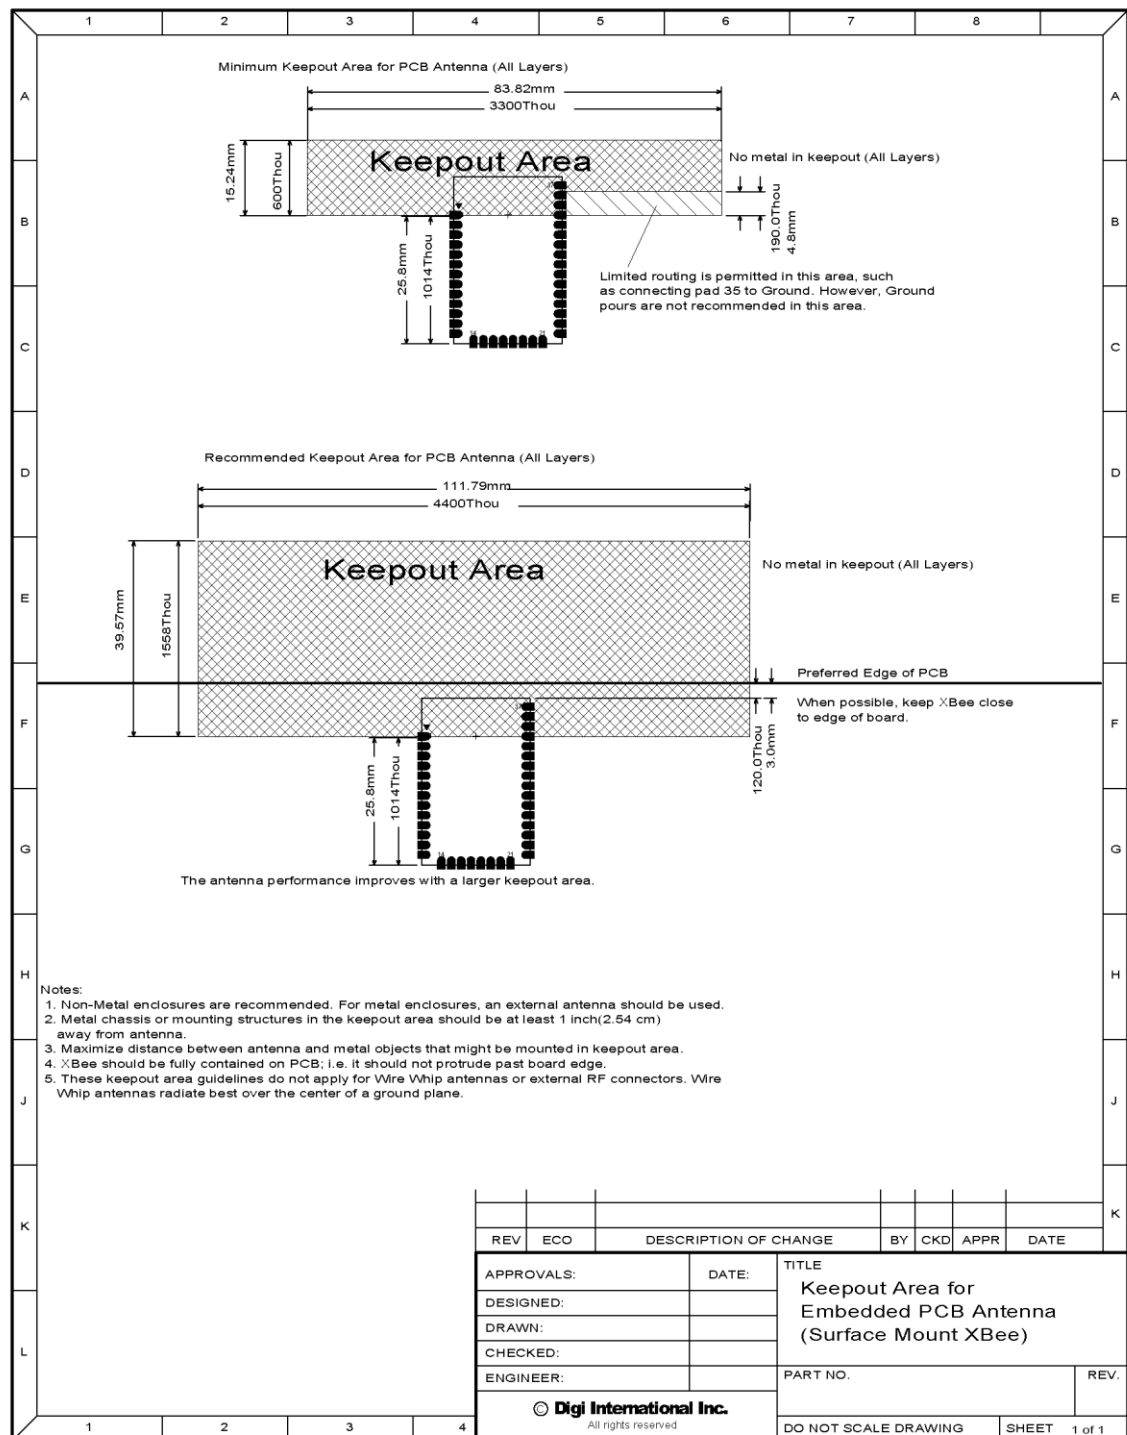 1 2 3 4 5 6 7 8
A A
B B
C C
D D
E E
F F
G G
H H
J J
K K
L
Minimum Keepout Area for PCB Antenna (All Layers)
83.82mm
3300Thou
15.24mm
600Thou
Keepout Area
No metal in keepout (All Layers)
190.0Thou
4.8mm
25.8mm
1014Thou
Limited routing is permitted in this area, such
as connecting pad 35 to Ground. However, Ground
pours are not recommended in this area.
14 21
Recommended Keepout Area for PCB Antenna (All Layers)
111.79mm
4400Thou
39.57mm
1558Thou
Keepout Area
No metal in keepout (All Layers)
Preferred Edge of PCB
When possible, keep XBee close
to edge of board.
120.0Thou
3.0mm
25.8mm
1014Thou
14 21
The antenna performance improves with a larger keepout area.
Notes:
1. Non-Metal enclosures are recommended. For metal enclosures, an external antenna should be used.
2. Metal chassis or mounting structures in the keepout area should be at least 1 inch(2.54 cm)
away from antenna.
3. Maximize distance between antenna and metal objects that might be mounted in keepout area.
4. XBee should be fully contained on PCB; i.e. it should not protrude past board edge.
5. These keepout area guidelines do not apply for Wire Whip antennas or external RF connectors. Wire
Whip antennas radiate best over the center of a ground plane.
REV ECO DESCRIPTION OF CHANGE BY CKD APPR DATE
APPROVALS: DATE:
DESIGNED:
DRAWN:
CHECKED:
ENGINEER:
TITLE
Keepout Area for
Embedded PCB Antenna
(Surface Mount XBee)
PART NO. REV.
© Digi International Inc.
All rights reserved
DO NOT SCALE DRAWING SHEET 1 of 1
1 2 3 4